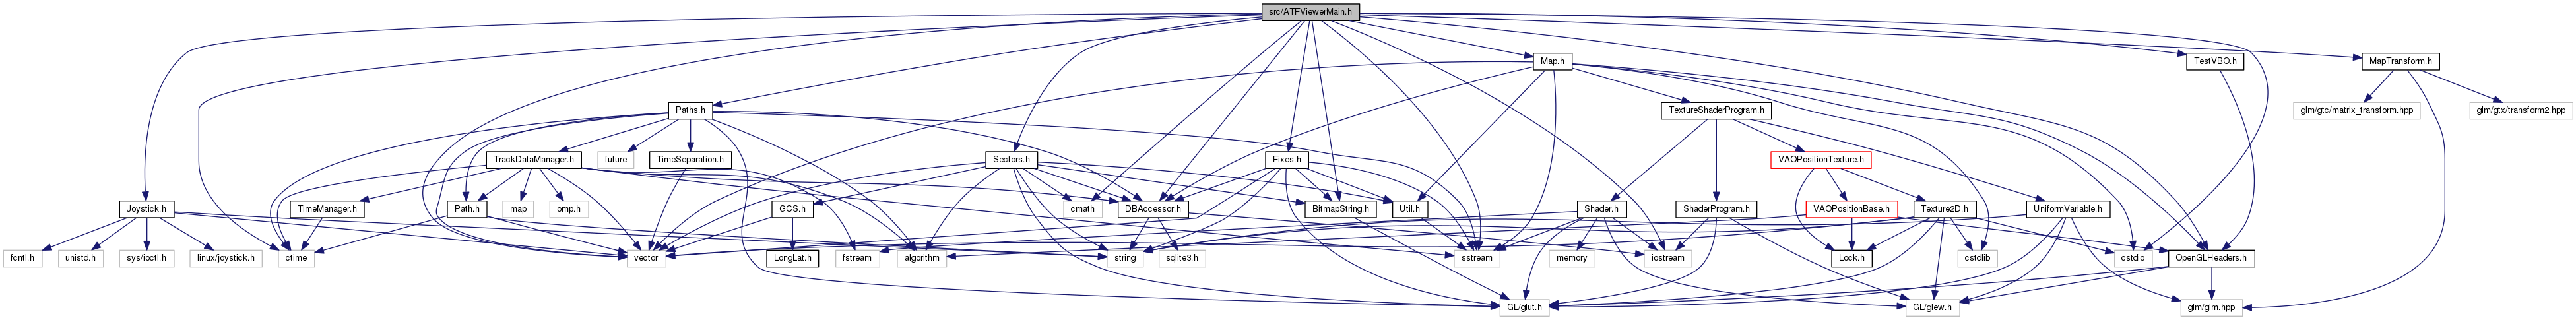 src/ATFViewerMain.h
Map.h
TestVBO.h
MapTransform.h
Paths.h
TextureShaderProgram.h
glm/gtc/matrix_transform.hpp
glm/gtx/transform2.hpp
TrackDataManager.h
future
TimeSeparation.h
Sectors.h
Fixes.h
VAOPositionTexture.h
Joystick.h
TimeManager.h
Path.h
map
omp.h
GCS.h
cmath
DBAccessor.h
BitmapString.h
Util.h
Shader.h
ShaderProgram.h
VAOPositionBase.h
Texture2D.h
UniformVariable.h
fcntl.h
unistd.h
sys/ioctl.h
linux/joystick.h
ctime
vector
LongLat.h
fstream
algorithm
string
sqlite3.h
sstream
memory
iostream
Lock.h
cstdlib
cstdio
OpenGLHeaders.h
GL/glut.h
GL/glew.h
glm/glm.hpp